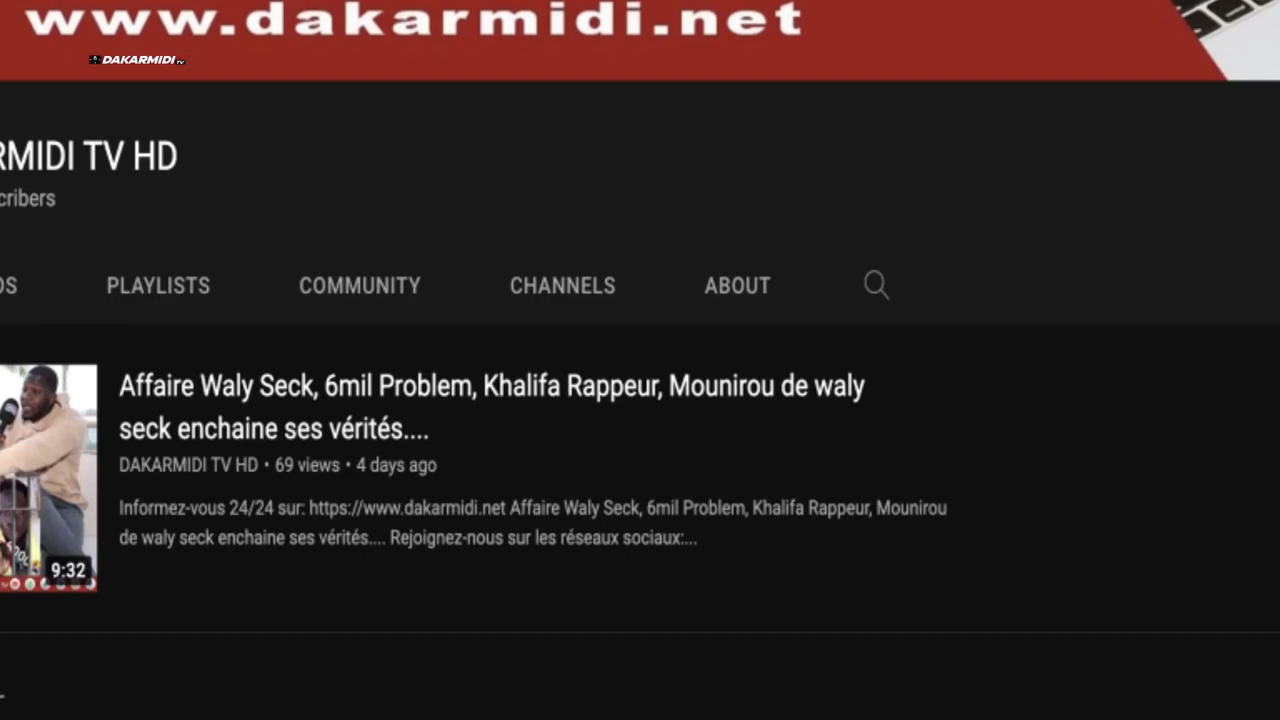 www.dakarmidi.net
DAKARMIDI TV
RMIDI TV HD
cribers
OS
PLAYLISTS
COMMUNITY
CHANNELS
ABOUT
Affaire Waly Seck, 6mil Problem, Khalifa Rappeur, Mounirou de waly
seck enchaine ses vérités....
DAKARMIDI TV HD • 69 views • 4 days ago
Informez-vous 24/24 sur: https://www.dakarmidi.net Affaire Waly Seck, 6mil Problem, Khalifa Rappeur, Mounirou
de waly seck enchaine ses vérités.... Rejoignez-nous sur les réseaux sociaux:...
9:32